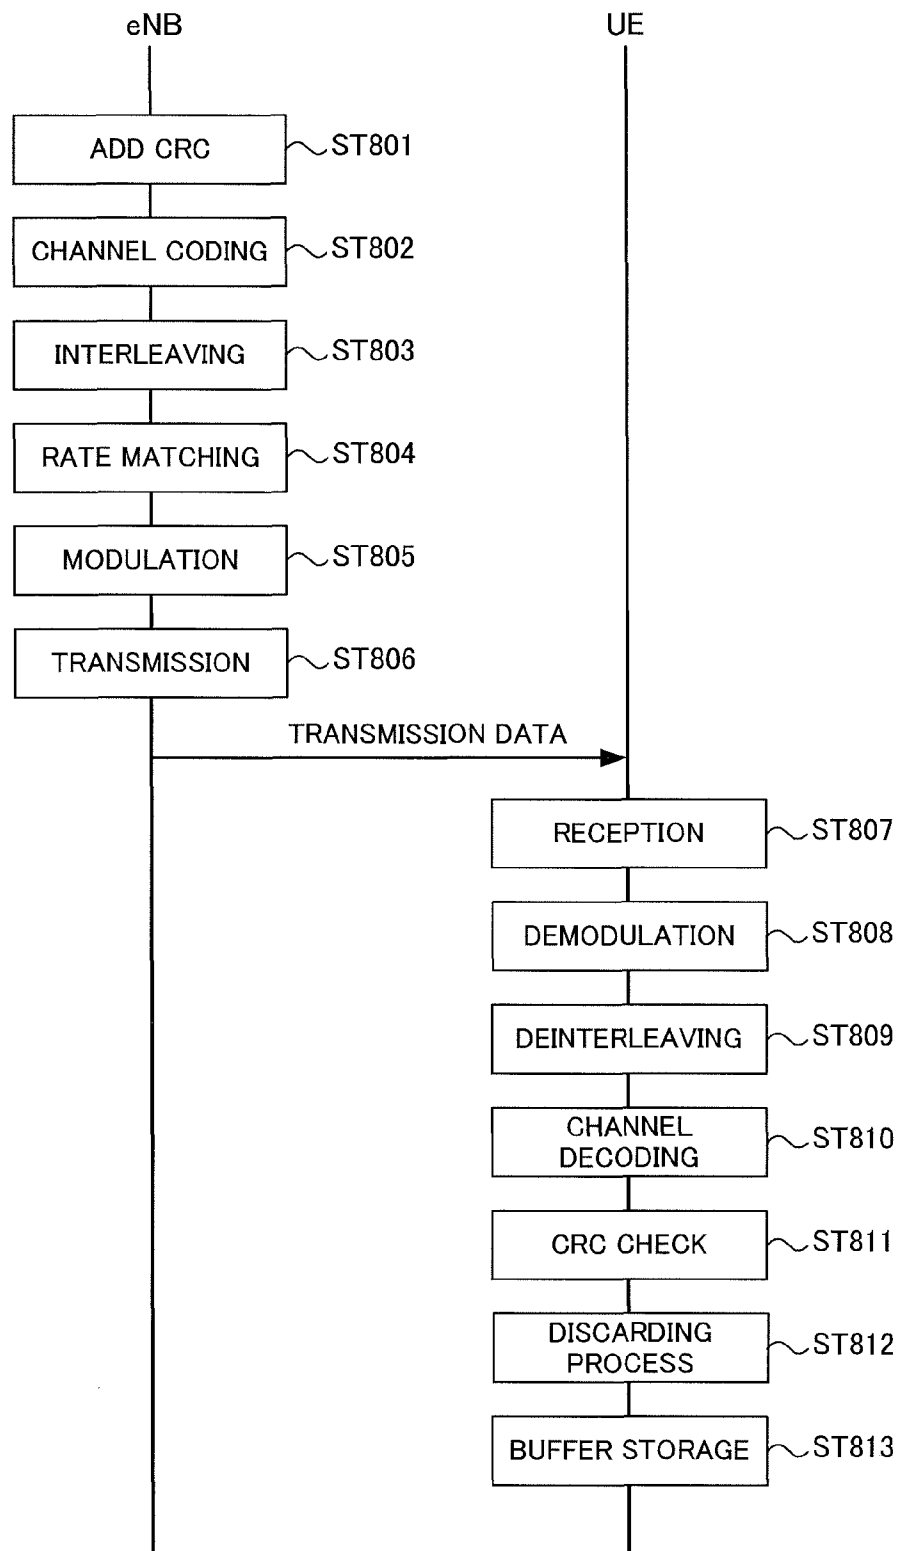 eNB
UE
ADD CRC
ST801
CHANNEL CODING
ST802
INTERLEAVING
ST803
RATE MATCHING
ST804
MODULATION
ST805
TRANSMISSION
ST806
TRANSMISSION DATA
RECEPTION
ST807
DEMODULATION
ST808
DEINTERLEAVING
ST809
CHANNEL
DECODING
ST810
CRC CHECK
ST811
DISCARDING
PROCESS
ST812
BUFFER STORAGE
ST813